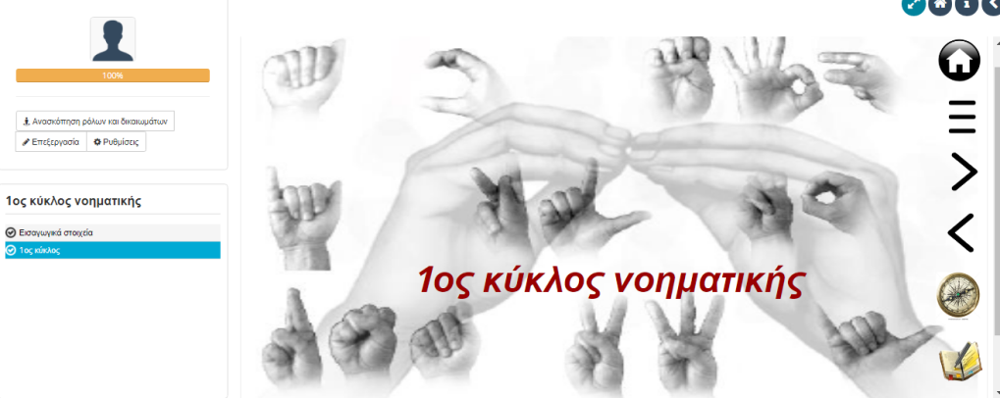 100%
Ανασκόπηση ρόλων και δικαιωμάτων
Επεξεργασία
Ρυθμίσεις
1ος κύκλος νοηματικής
Εισαγωγικά στοιχεία
1ος κύκλος
1ος κύκλος νοηματικής